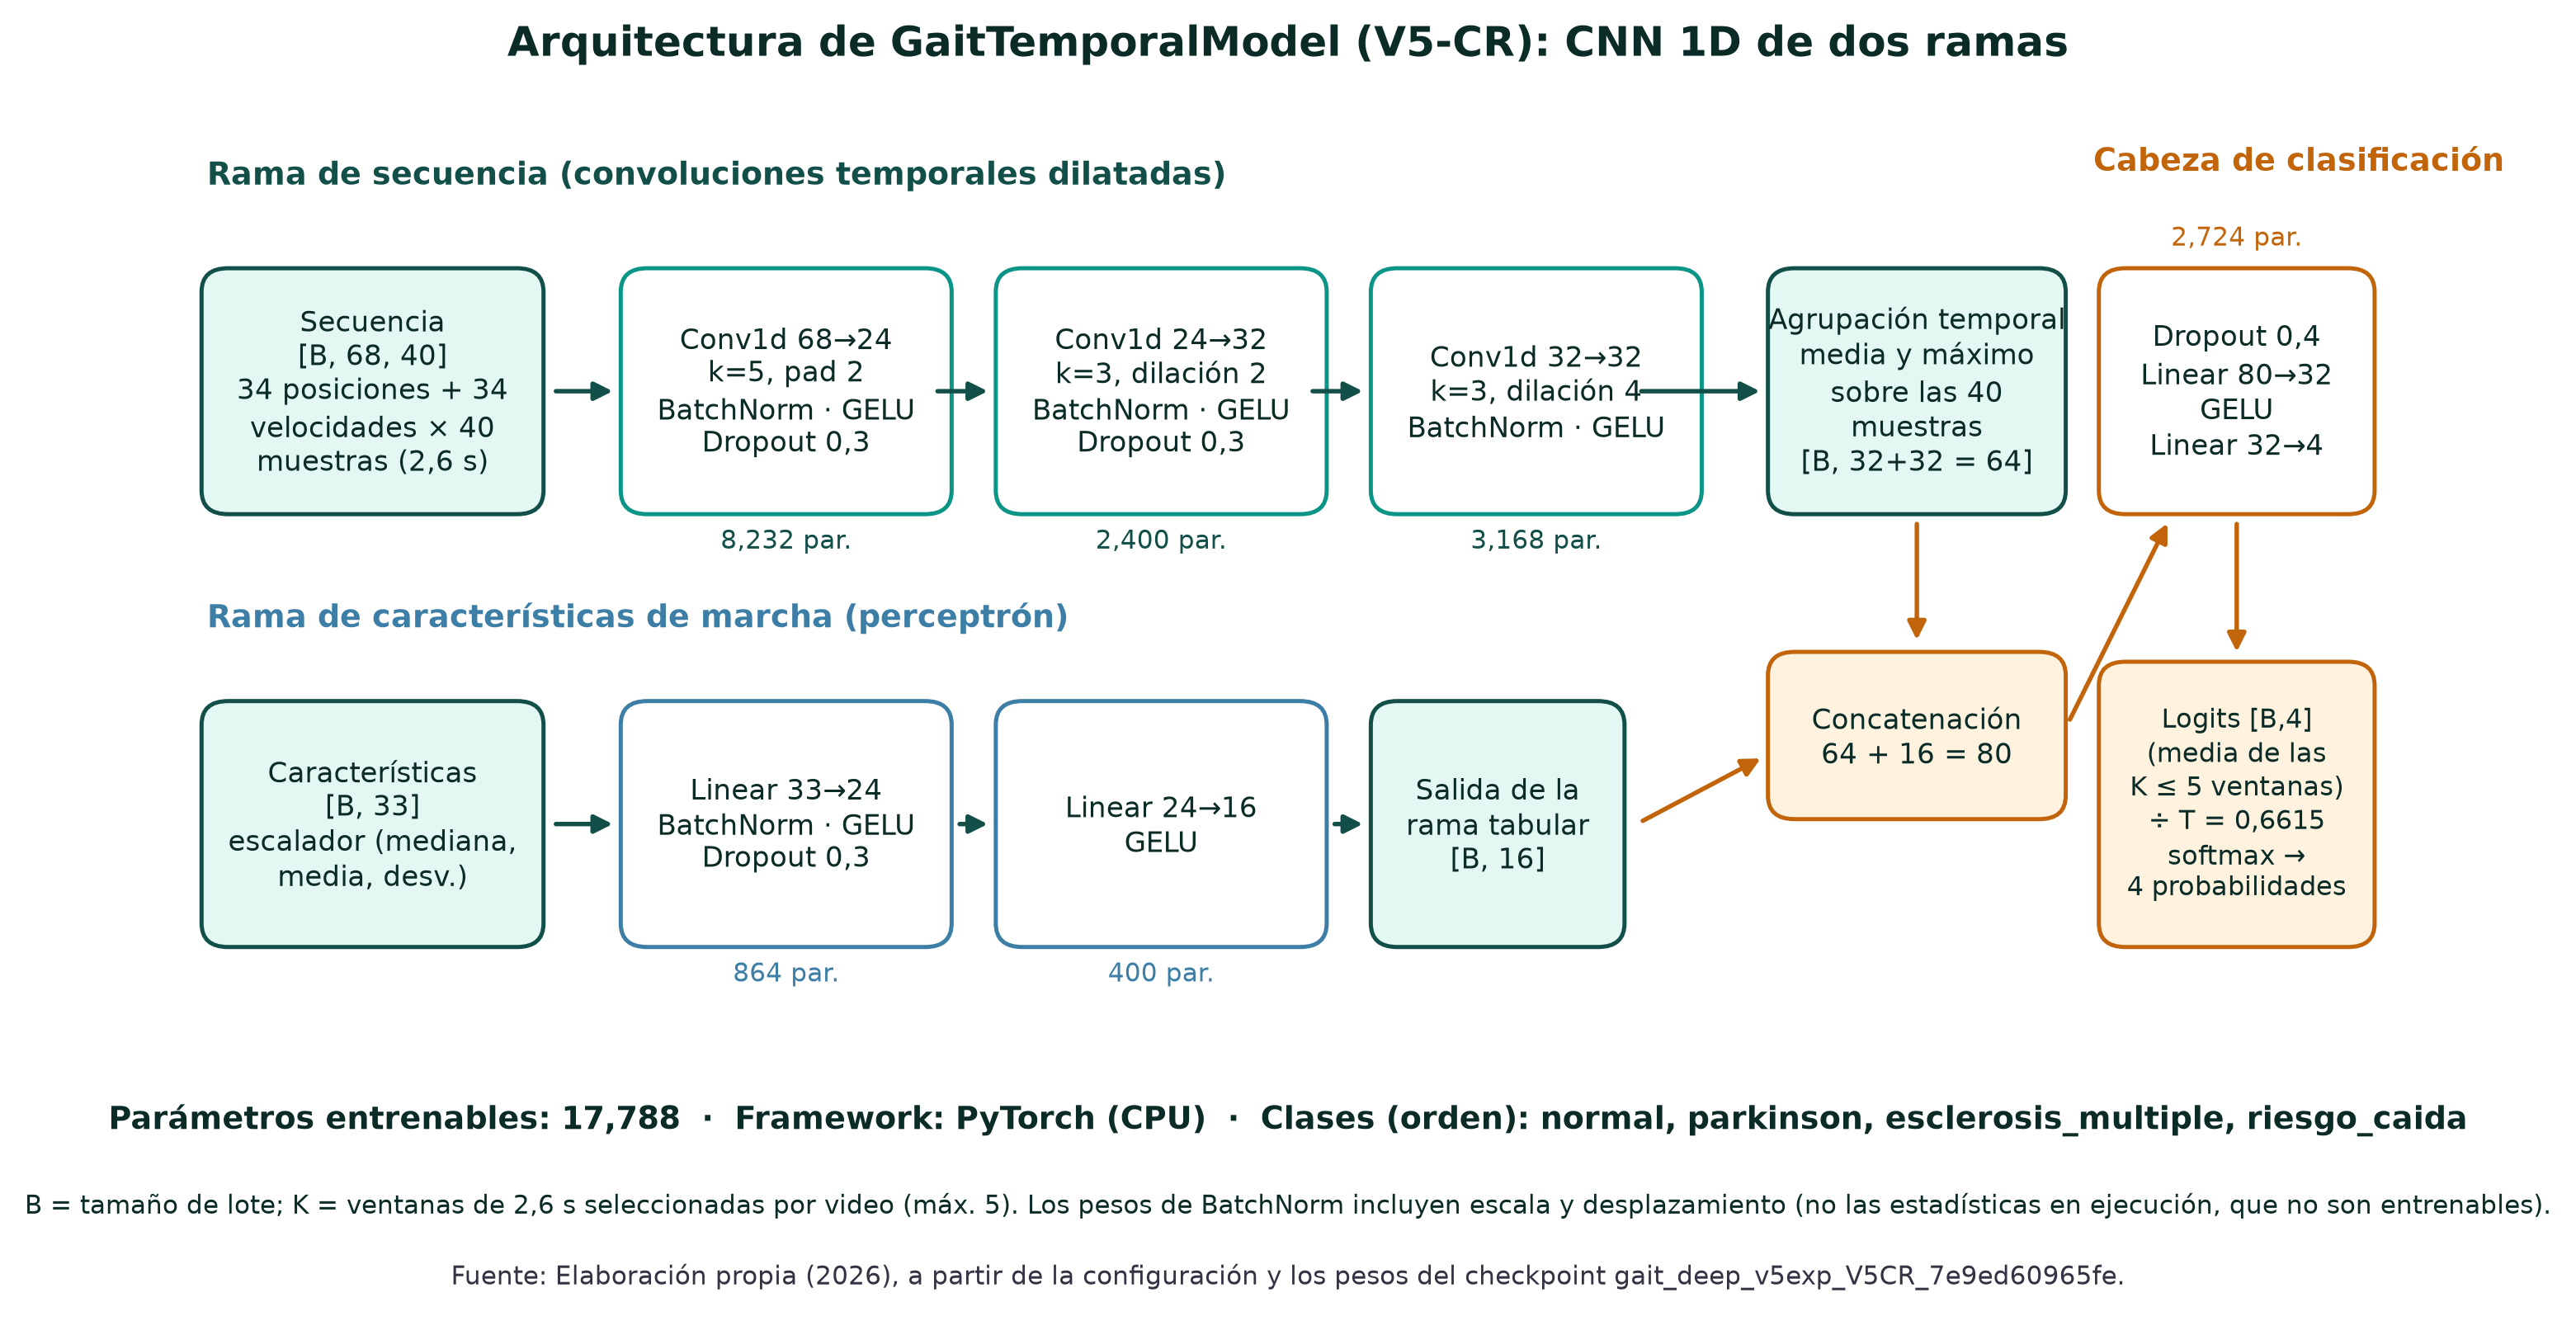 Arquitectura de GaitTemporalModel (V5-CR): CNN 1D de dos ramas
Rama de secuencia (convoluciones temporales dilatadas)
Cabeza de clasificación
2,724 par.
Secuencia
[B, 68, 40]
34 posiciones + 34
velocidades × 40
muestras (2,6 s)
Conv1d 68→24
k=5, pad 2
BatchNorm · GELU
Dropout 0,3
8,232 par.
Conv1d 24→32
k=3, dilación 2
BatchNorm · GELU
Dropout 0,3
2,400 par.
Conv1d 32→32
k=3, dilación 4
BatchNorm · GELU
3,168 par.
Agrupación temporal
media y máximo
sobre las 40
muestras
[B, 32+32 = 64]
Dropout 0,4
Linear 80→32
GELU
Linear 32→4
Rama de características de marcha (perceptrón)
Características
[B, 33]
escalador (mediana,
media, desv.)
Linear 33→24
BatchNorm · GELU
Dropout 0,3
864 par.
Linear 24→16
GELU
400 par.
Salida de la
rama tabular
[B, 16]
Concatenación
64 + 16 = 80
Logits [B,4]
(media de las
K ≤ 5 ventanas)
÷ T = 0,6615
softmax →
4 probabilidades
Parámetros entrenables: 17,788 · Framework: PyTorch (CPU) · Clases (orden): normal, parkinson, esclerosis_multiple, riesgo_caida
B = tamaño de lote; K = ventanas de 2,6 s seleccionadas por video (máx. 5). Los pesos de BatchNorm incluyen escala y desplazamiento (no las estadísticas en ejecución, que no son entrenables).
Fuente: Elaboración propia (2026), a partir de la configuración y los pesos del checkpoint gait_deep_v5exp_V5CR_7e9ed60965fe.